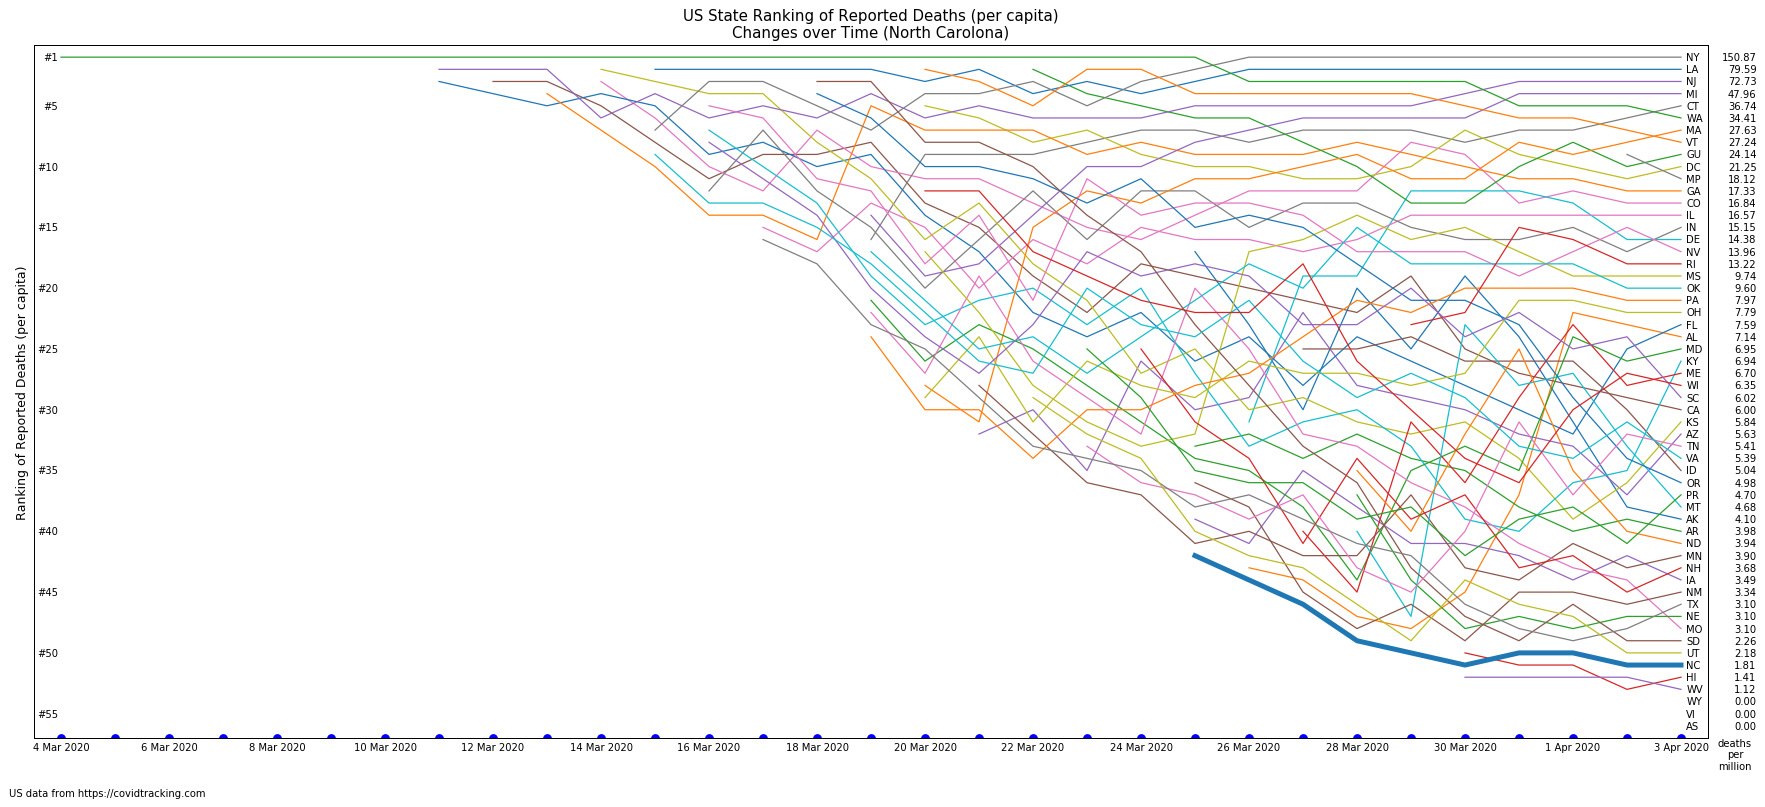 US State Ranking of Reported Deaths (per capita)
Changes over Time (North Carolona)
Ranking of Reported Deaths (per capita)
#1
#5
#10
#15
#20
#25
#30
#35
#40
#45
#50
#55
NY 150.87
LA 79.59
NJ 72.73
MI 47.96
CT 36.74
WA 34.41
MA 27.63
VT 27.24
GU 24.14
DC 21.25
MP 18.12
GA 17.33
CO 16.84
IL 16.57
IN 15.15
DE 14.38
NV 13.96
RI 13.22
MS 9.74
OK 9.60
PA 7.97
OH 7.79
FL 7.59
AL 7.14
MD 6.95
KY 6.94
ME 6.70
WI 6.35
SC 6.02
CA 6.00
KS 5.84
AZ 5.63
TN 5.41
VA 5.39
ID 5.04
OR 4.98
PR 4.70
MT 4.68
AK 4.10
AR 3.98
ND 3.94
MN 3.90
NH 3.68
IA 3.49
NM 3.34
TX 3.10
NE 3.10
MO 3.10
SD 2.26
UT 2.18
NC 1.81
HI 1.41
WV 1.12
WY 0.00
VI 0.00
AS 0.00
4 Mar 2020 6 Mar 2020 8 Mar 2020 10 Mar 2020 12 Mar 2020 14 Mar 2020 16 Mar 2020 18 Mar 2020 20 Mar 2020 22 Mar 2020 24 Mar 2020 26 Mar 2020 28 Mar 2020 30 Mar 2020 1 Apr 2020 3 Apr 2020
deaths
per
million
US data from https://covidtracking.com